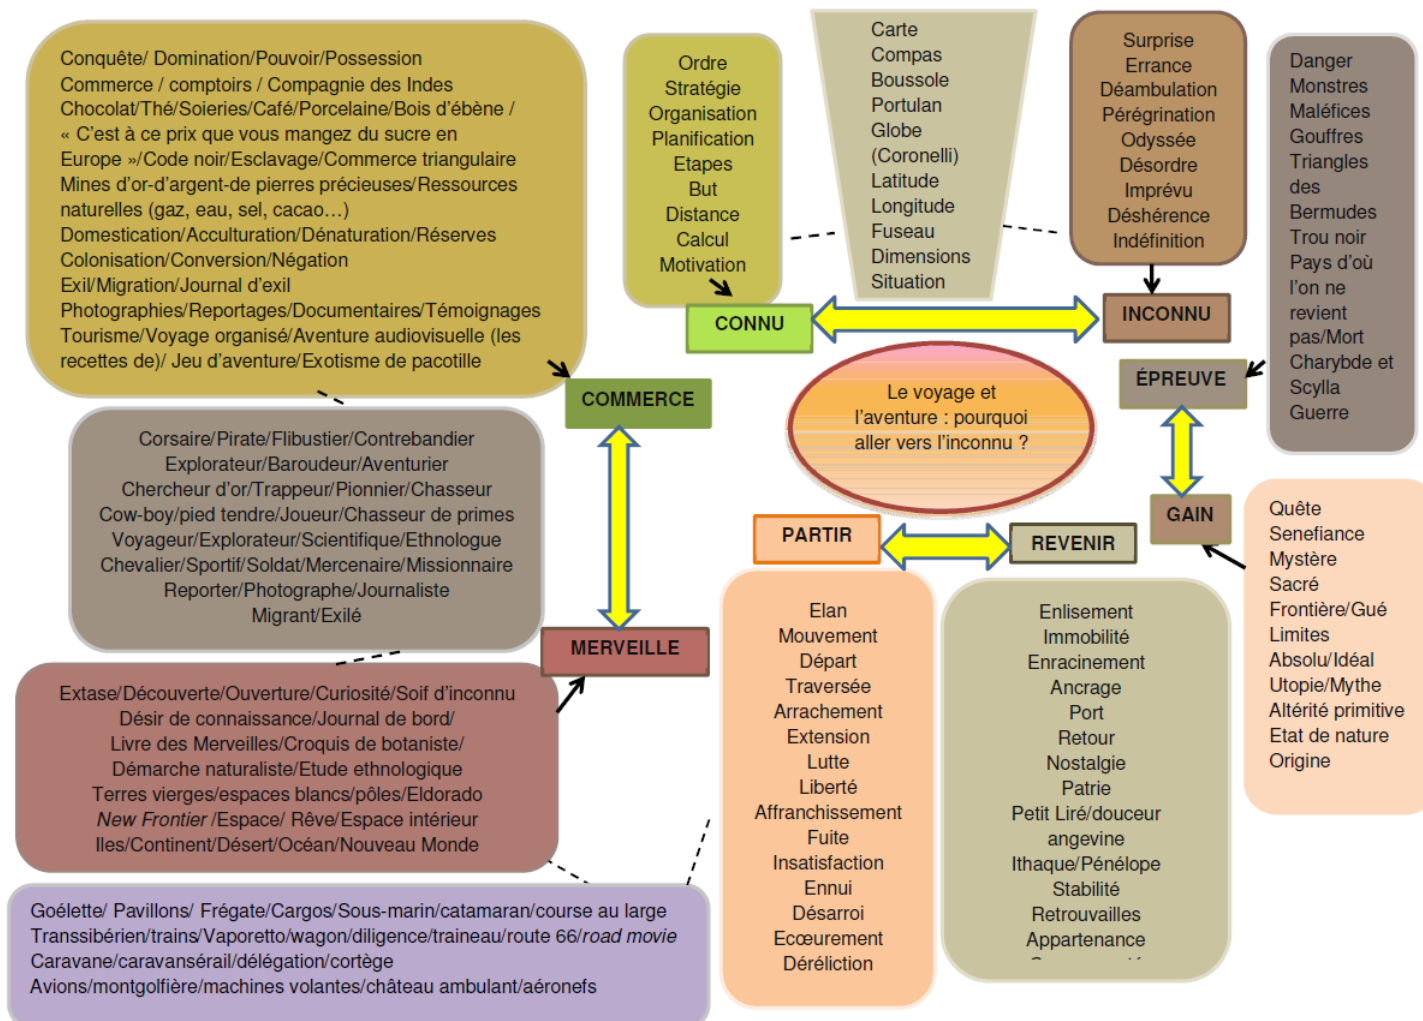 Conquête/ Domination/Pouvoir/Possession
Commerce / comptoirs / Compagnie des Indes
Chocolat/Thé/Soieries/Café/Porcelaine/Bois d'ébène /
« C'est à ce prix que vous mangez du sucre en
Europe »/Code noir/Esclavage/Commerce triangulaire
Mines d'or-d'argent-de pierres précieuses/Ressources
naturelles (gaz, eau, sel, cacao…)
Domestication/Acculturation/Dénaturation/Réserves
Colonisation/Conversion/Négation
Exil/Migration/Journal d'exil
Photographies/Reportages/Documentaires/Témoignages
Tourisme/Voyage organisé/Aventure audiovisuelle (les
recettes de)/ Jeu d'aventure/Exotisme de pacotille
Ordre
Stratégie
Organisation
Planification
Etapes
But
Distance
Calcul
Motivation
Carte
Compas
Boussole
Portulan
Globe
(Coronelli)
Latitude
Longitude
Fuseau
Dimensions
Situation
Surprise
Errance
Déambulation
Pérégrination
Odyssée
Désordre
Imprévu
Déshérence
Indéfinition
Danger
Monstres
Maléfices
Gouffres
Triangles
des
Bermudes
Trou noir
Pays d'où
l'on ne
revient
pas/Mort
Charybde et
Scylla
Guerre
CONNU
INCONNU
COMMERCE
ÉPREUVE
Le voyage et
l'aventure : pourquoi
aller vers l'inconnu ?
Corsaire/Pirate/Flibustier/Contrebandier
Explorateur/Baroudeur/Aventurier
Chercheur d'or/Trappeur/Pionnier/Chasseur
Cow-boy/pied tendre/Joueur/Chasseur de primes
Voyageur/Explorateur/Scientifique/Ethnologue
Chevalier/Sportif/Soldat/Mercenaire/Missionnaire
Reporter/Photographe/Journaliste
Migrant/Exilé
PARTIR
REVENIR
GAIN
MERVEILLE
Quête
Senefiance
Mystère
Sacré
Frontière/Gué
Limites
Absolu/Idéal
Utopie/Mythe
Altérité primitive
Etat de nature
Origine
Extase/Découverte/Ouverture/Curiosité/Soif d'inconnu
Désir de connaissance/Journal de bord/
Livre des Merveilles/Croquis de botaniste/
Démarche naturaliste/Etude ethnologique
Terres vierges/espaces blancs/pôles/Eldorado
New Frontier /Espace/ Rêve/Espace intérieur
Iles/Continent/Désert/Océan/Nouveau Monde
Elan
Mouvement
Départ
Traversée
Arrachement
Extension
Lutte
Liberté
Affranchissement
Fuite
Insatisfaction
Ennui
Désarroi
Ecœurement
Déréliction
Enlisement
Immobilité
Enracinement
Ancrage
Port
Retour
Nostalgie
Patrie
Petit Liré/douceur
angevine
Ithaque/Pénélope
Stabilité
Retrouvailles
Appartenance
Goélette/ Pavillons/ Frégate/Cargos/Sous-marin/catamaran/course au large
Transsibérien/trains/Vaporetto/wagon/diligence/traineau/route 66/road movie
Caravane/caravansérail/délégation/cortège
Avions/montgolfière/machines volantes/château ambulant/aéronefs